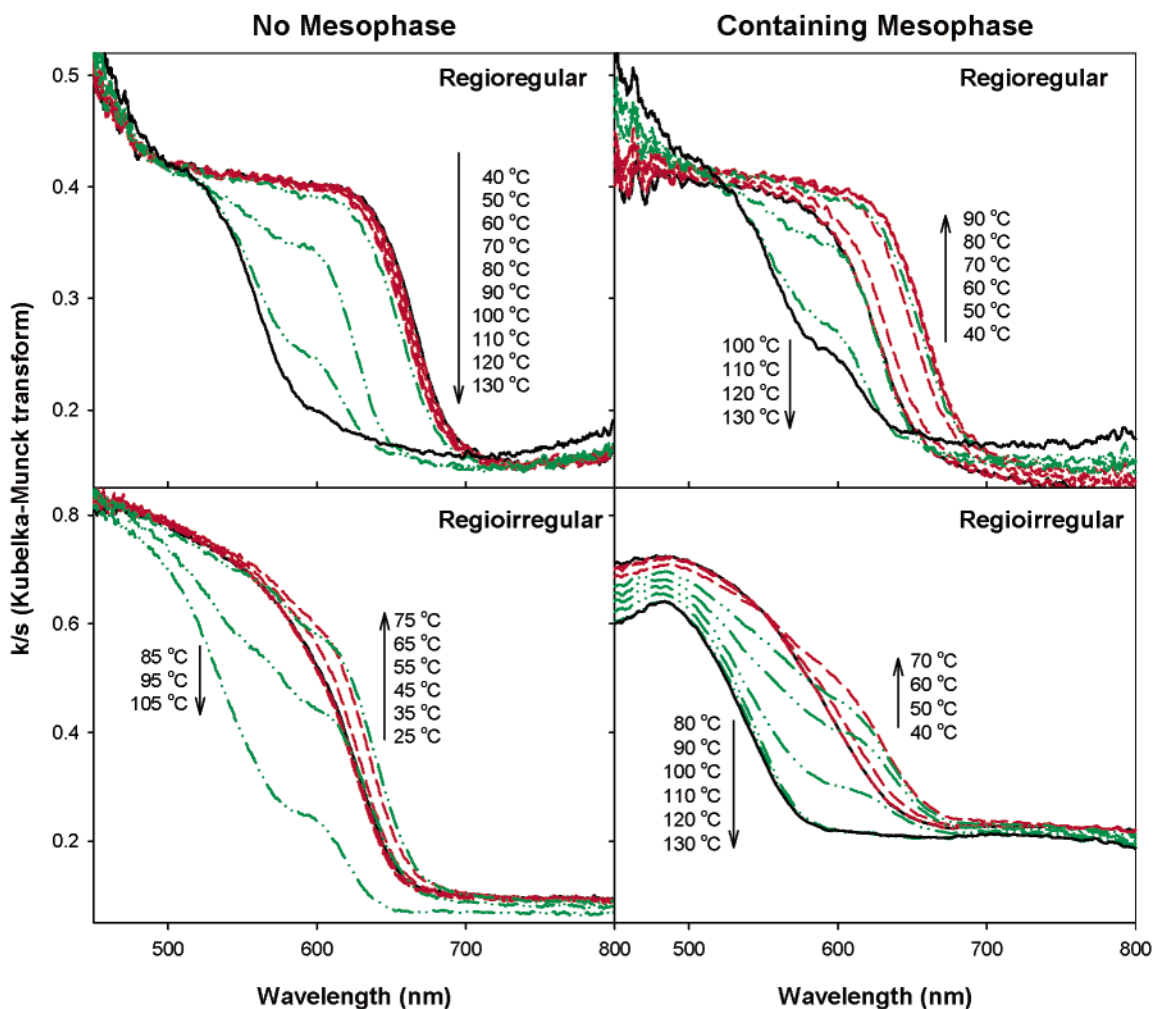 No Mesophase
Containing Mesophase
k/s (Kubelka-Munck transform)
0.5
0.4
0.3
0.2
Regioregular
40 °C
50 °C
60 °C
70 °C
80 °C
90 °C
100 °C
110 °C
120 °C
130 °C
Regioregular
90 °C
80 °C
70 °C
60 °C
50 °C
40 °C
100 °C
110 °C
120 °C
130 °C
0.8
0.6
0.4
0.2
Regioirregular
75 °C
65 °C
55 °C
45 °C
35 °C
25 °C
85 °C
95 °C
105 °C
Regioirregular
70 °C
60 °C
50 °C
40 °C
80 °C
90 °C
100 °C
110 °C
120 °C
130 °C
500 600 700 800 500 600 700 800
Wavelength (nm)
Wavelength (nm)